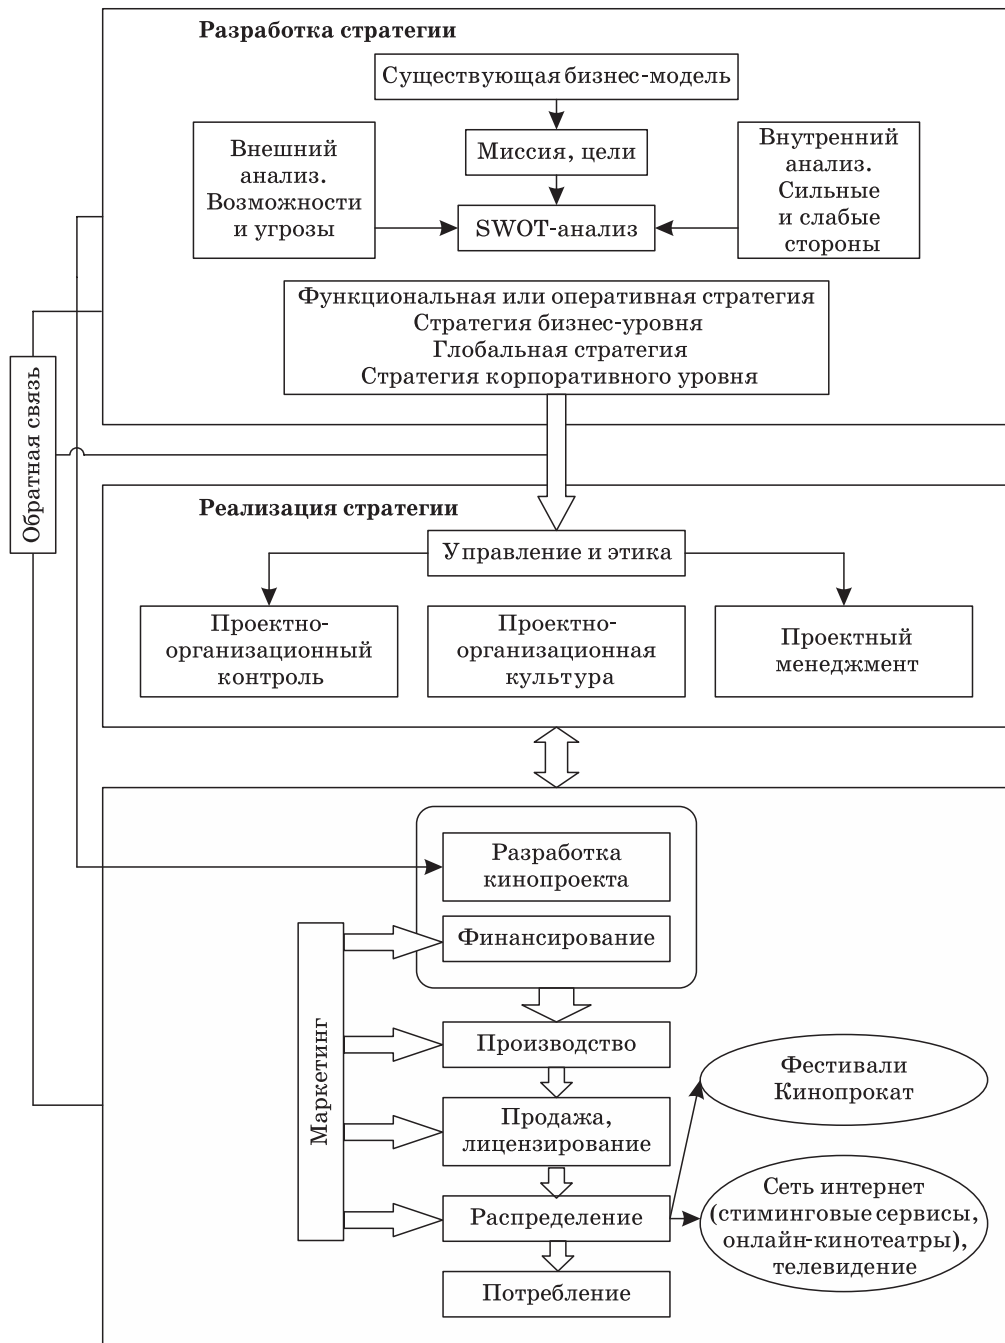 Разработка стратегии
Существующая бизнес-модель
Миссия, цели
Внешний
анализ.
Возможности
и угрозы
SWOT-анализ
Внутренний
анализ.
Сильные
и слабые
стороны
Функциональная или оперативная стратегия
Стратегия бизнес-уровня
Глобальная стратегия
Стратегия корпоративного уровня
Обратная связь
Реализация стратегии
Управление и этика
Проектно-
организационный
контроль
Проектно-
организационная
культура
Проектный
менеджмент
Разработка
кинопроекта
Финансирование
Маркетинг
Производство
Продажа,
лицензирование
Распределение
Потребление
Фестивали
Кинопрокат
Сеть интернет
(стиминговые сервисы,
онлайн-кинотеатры),
телевидение